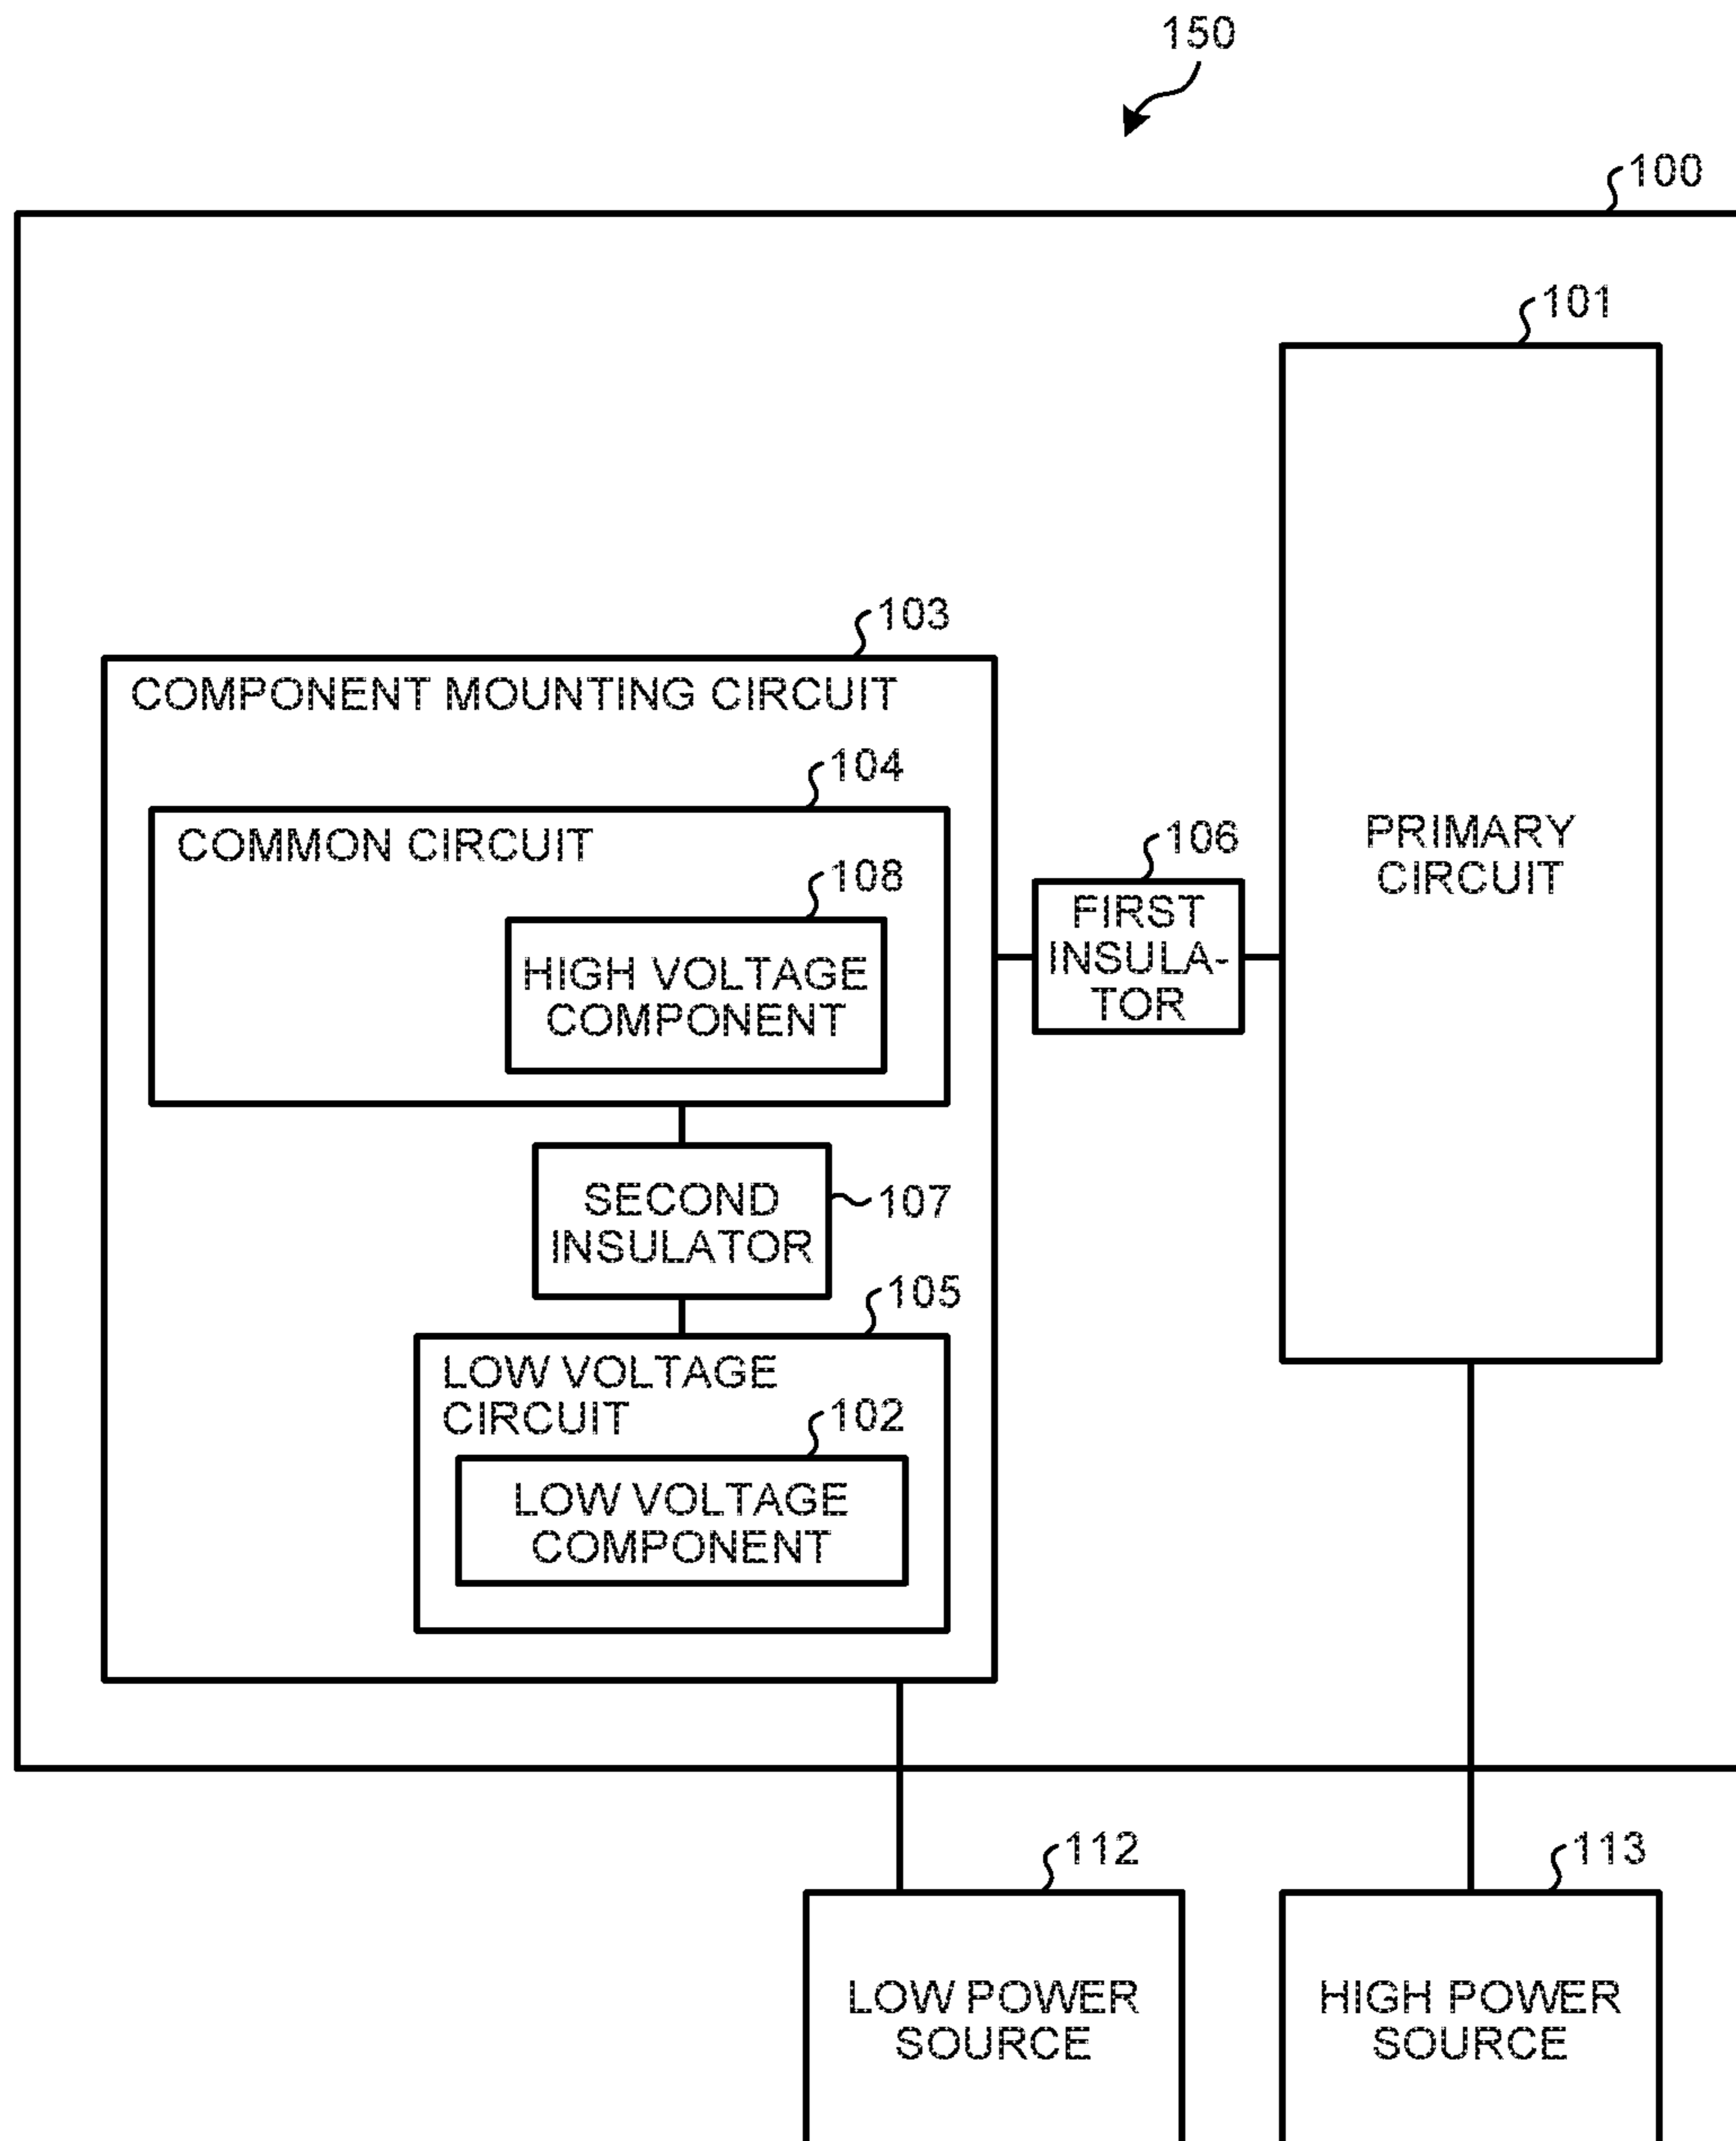 150
100
101
103
COMPONENT MOUNTING CIRCUIT
104
COMMON CIRCUIT
108
HIGH VOLTAGE
COMPONENT
106
FIRST
INSULA-
TOR
PRIMARY
CIRCUIT
SECOND
INSULATOR
107
105
LOW VOLTAGE
CIRCUIT
102
LOW VOLTAGE
COMPONENT
112
LOW POWER
SOURCE
113
HIGH POWER
SOURCE